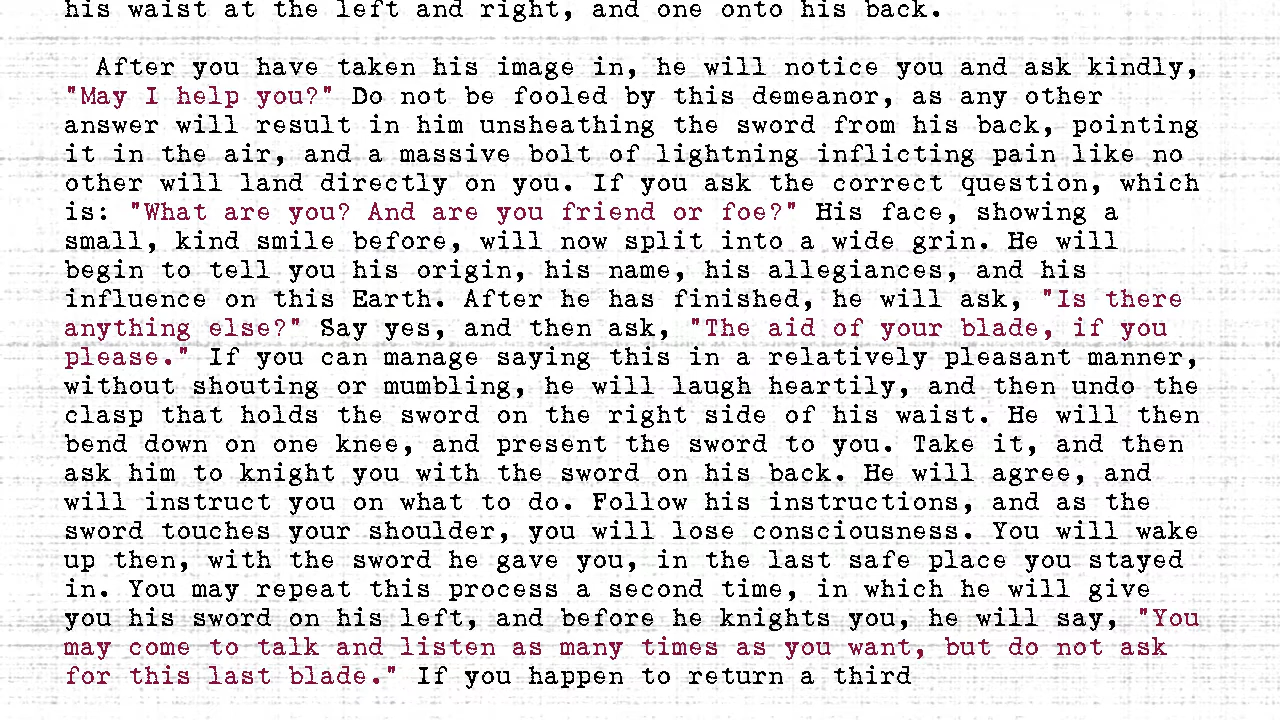 his waist at the left and right, and one onto his back.
After you have taken his image in, he will notice you and ask kindly,
"May I help you?" Do not be fooled by this demeanor, as any other
answer will result in him unsheathing the sword from his back, pointing
it in the air, and a massive bolt of lightning inflicting pain like no
other will land directly on you. If you ask the correct question, which
is: "What are you? And are you friend or foe?" His face, showing a
small, kind smile before, will now split into a wide grin. He will
begin to tell you his origin, his name, his allegiances, and his
influence on this Earth. After he has finished, he will ask, "Is there
anything else?" Say yes, and then ask, "The aid of your blade, if you
please." If you can manage saying this in a relatively pleasant manner,
without shouting or mumbling, he will laugh heartily, and then undo the
clasp that holds the sword on the right side of his waist. He will then
bend down on one knee, and present the sword to you. Take it, and then
ask him to knight you with the sword on his back. He will agree, and
will instruct you on what to do. Follow his instructions, and as the
sword touches your shoulder, you will lose consciousness. You will wake
up then, with the sword he gave you, in the last safe place you stayed
in. You may repeat this process a second time, in which he will give
you his sword on his left, and before he knights you, he will say, "You
may come to talk and listen as many times as you want, but do not ask
for this last blade." If you happen to return a third